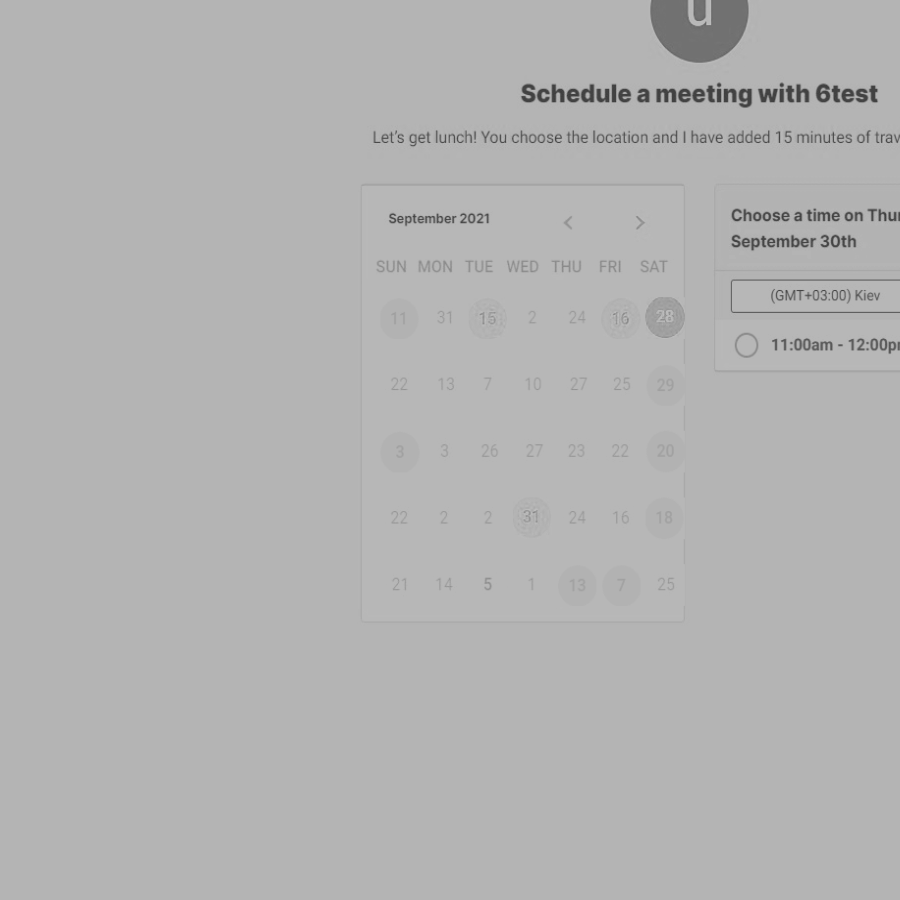 u
Schedule a meeting with 6test
Let's get lunch! You choose the location and I have added 15 minutes of trav
September 2021
SUN MON TUE WED THU FRI SAT
11 31 15 2 24 16 28
22 13 7 10 27 25 29
3 3 26 27 23 22 20
22 2 2 31 24 16 18
21 14 5 1 13 7 25
Choose a time on Thu
September 30th
(GMT+03:00) Kiev
11:00am - 12:00p